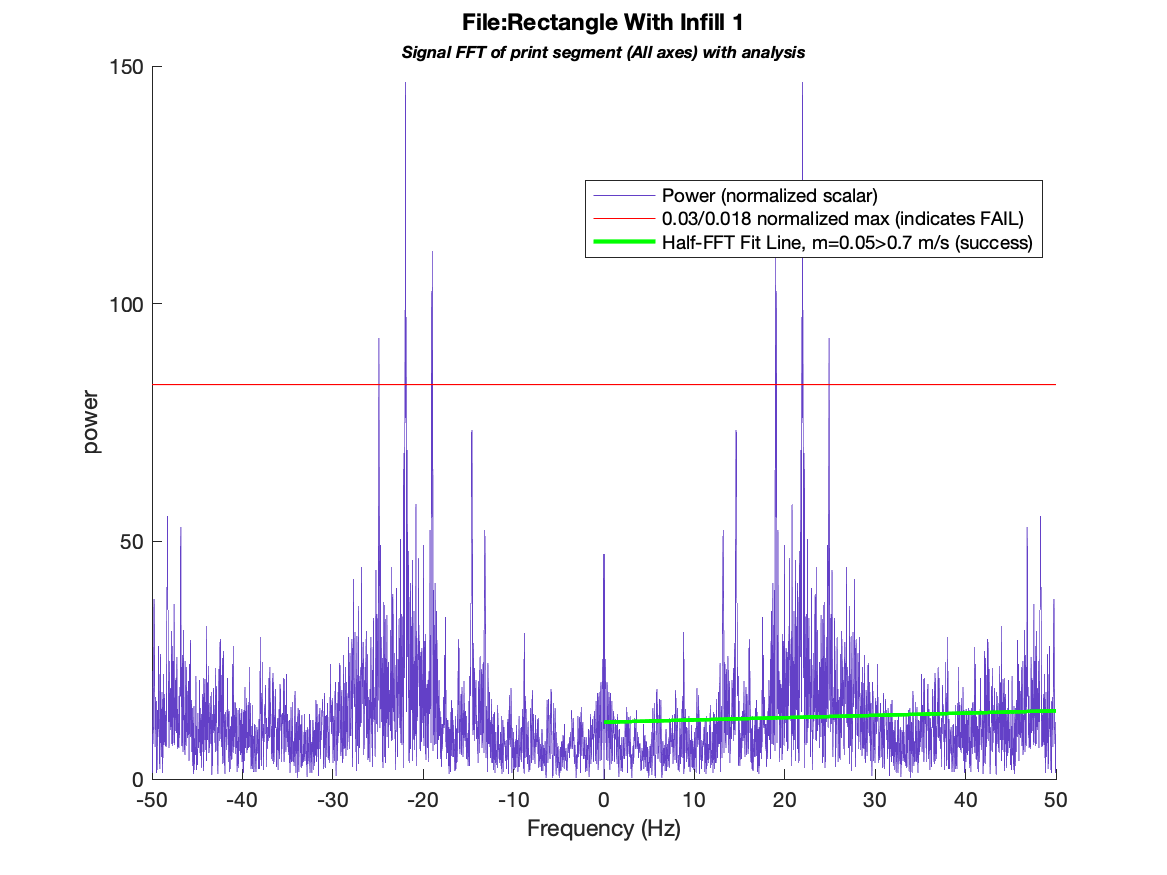 File:Rectangle With Infill 1
Signal FFT of print segment (All axes) with analysis
150
Power (normalized scalar)
0.03/0.018 normalized max (indicates FAIL)
Half-FFT Fit Line, m=0.05>0.7 m/s (success)
100
power
50
0
-50 -40 -30 -20 -10 0 10 20 30 40 50
Frequency (Hz)